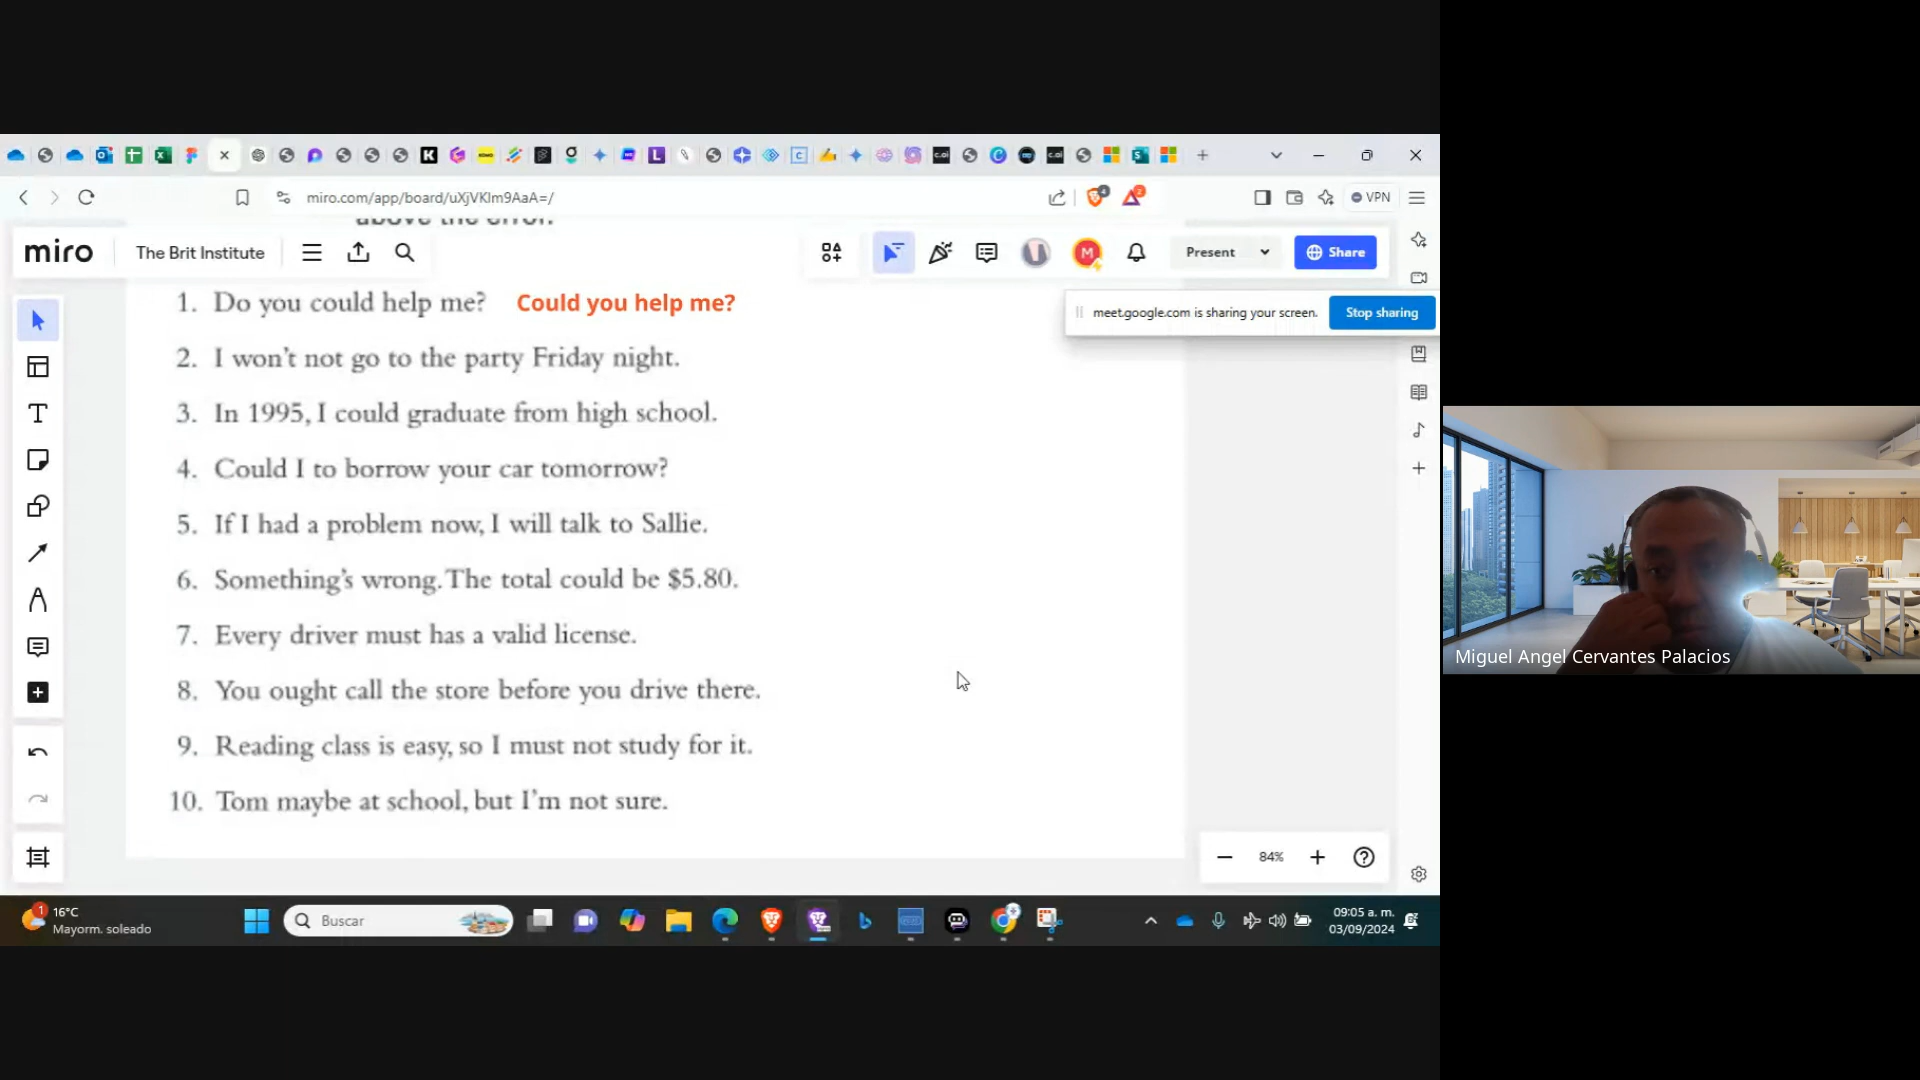 miro.com/app/board/uXjVKlm9AaA=/
VPN
above the error.
miro
The Brit Institute
M
Present
Share
meet.google.com is sharing your screen.
Stop sharing
1. Do you could help me? Could you help me?
2. I won't not go to the party Friday night.
3. In 1995, I could graduate from high school.
4. Could I to borrow your car tomorrow?
5. If I had a problem now, I will talk to Sallie.
6. Something's wrong. The total could be $5.80.
7. Every driver must has a valid license.
8. You ought call the store before you drive there.
9. Reading class is easy, so I must not study for it.
10. Tom maybe at school, but I'm not sure.
84%
Miguel Angel Cervantes Palacios
1
16°C
Mayorm. soleado
Buscar
09:05 a. m.
03/09/2024